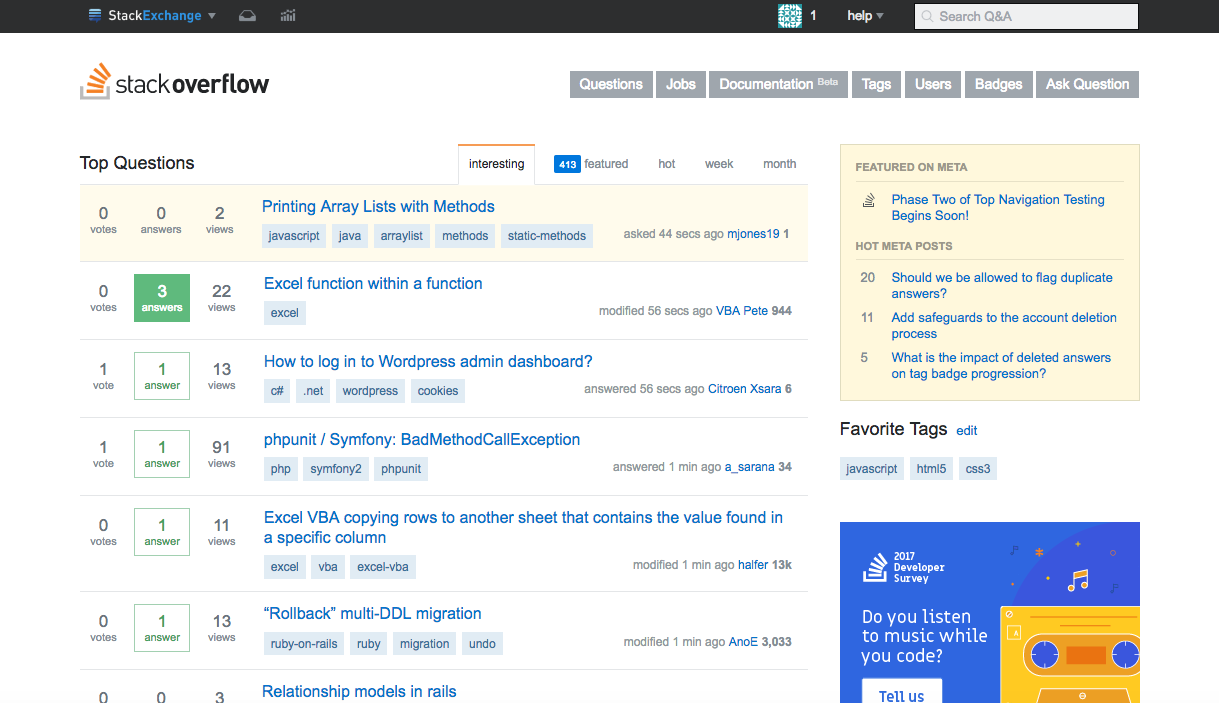 StackExchange
1
help
Search Q&A
stackoverflow
Questions
Jobs
Documentation Beta
Tags
Users
Badges
Ask Question
Top Questions
interesting
413 featured
hot
week
month
0 votes
0 answers
2 views
Printing Array Lists with Methods
javascript java arraylist methods static-methods
asked 44 secs ago mjones19 1
0 votes
3 answers
22 views
Excel function within a function
excel
modified 56 secs ago VBA Pete 944
1 vote
1 answer
13 views
How to log in to Wordpress admin dashboard?
c# .net wordpress cookies
answered 56 secs ago Citroen Xsara 6
1 vote
1 answer
91 views
phpunit / Symfony: BadMethodCallException
php symfony2 phpunit
answered 1 min ago a_sarana 34
0 votes
1 answer
11 views
Excel VBA copying rows to another sheet that contains the value found in
a specific column
excel vba excel-vba
modified 1 min ago halfer 13k
0 votes
1 answer
13 views
“Rollback” multi-DDL migration
ruby-on-rails ruby migration undo
modified 1 min ago AnoE 3,033
0
0
3
Relationship models in rails
FEATURED ON META
Phase Two of Top Navigation Testing
Begins Soon!
HOT META POSTS
20 Should we be allowed to flag duplicate
answers?
11 Add safeguards to the account deletion
process
5 What is the impact of deleted answers
on tag badge progression?
Favorite Tags edit
javascript html5 css3
2017
Developer
Survey
Do you listen
to music while
you code?
A
Tell us